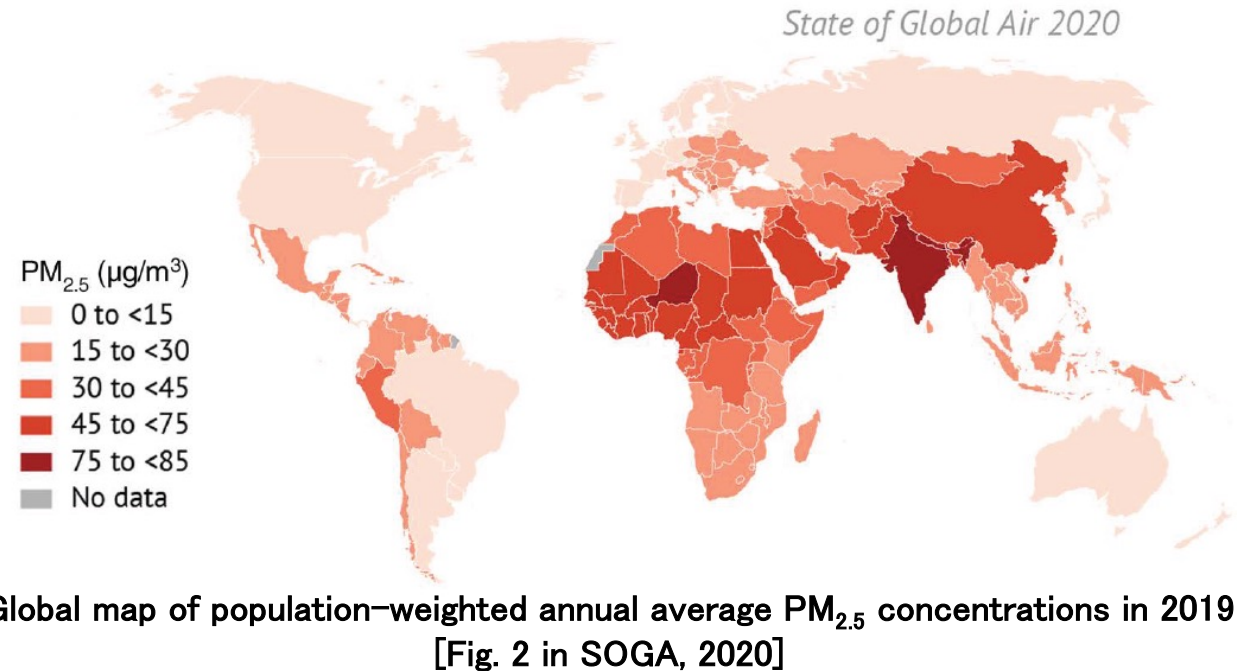 State of Global Air 2020
PM2.5 (µg/m³)
0 to <15
15 to <30
30 to <45
45 to <75
75 to <85
No data
Global map of population-weighted annual average PM2.5 concentrations in 2019
[Fig. 2 in SOGA, 2020]